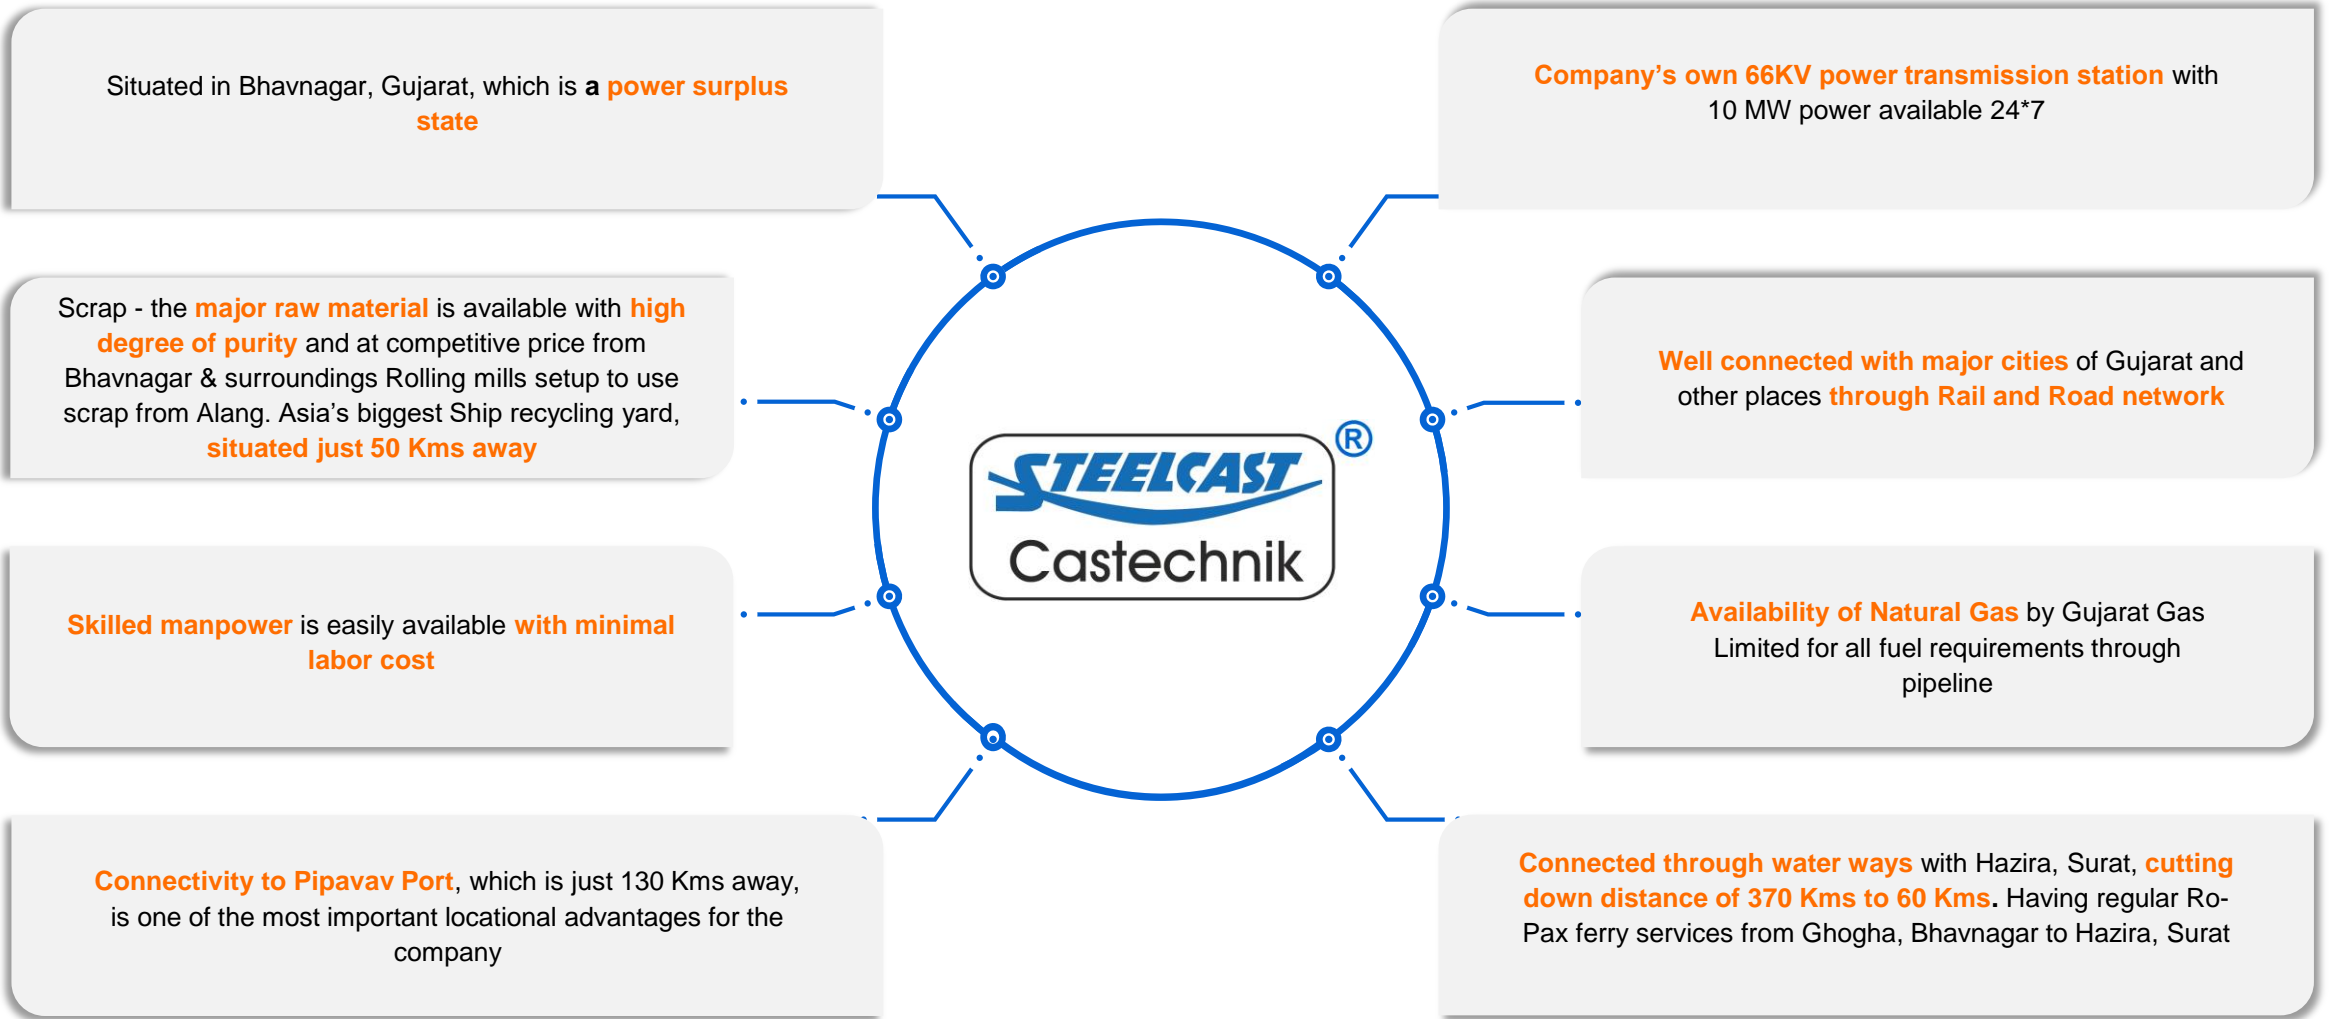 Situated in Bhavnagar, Gujarat, which is a power surplus
state
Scrap - the major raw material is available with high
degree of purity and at competitive price from
Bhavnagar & surroundings Rolling mills setup to use
scrap from Alang. Asia’s biggest Ship recycling yard,
situated just 50 Kms away
Skilled manpower is easily available with minimal
labor cost
Connectivity to Pipavav Port, which is just 130 Kms away,
is one of the most important locational advantages for the
company
STEELCAST ®
Castechnik
Company’s own 66KV power transmission station with
10 MW power available 24*7
Well connected with major cities of Gujarat and
other places through Rail and Road network
Availability of Natural Gas by Gujarat Gas
Limited for all fuel requirements through
pipeline
Connected through water ways with Hazira, Surat, cutting
down distance of 370 Kms to 60 Kms. Having regular Ro-
Pax ferry services from Ghogha, Bhavnagar to Hazira, Surat